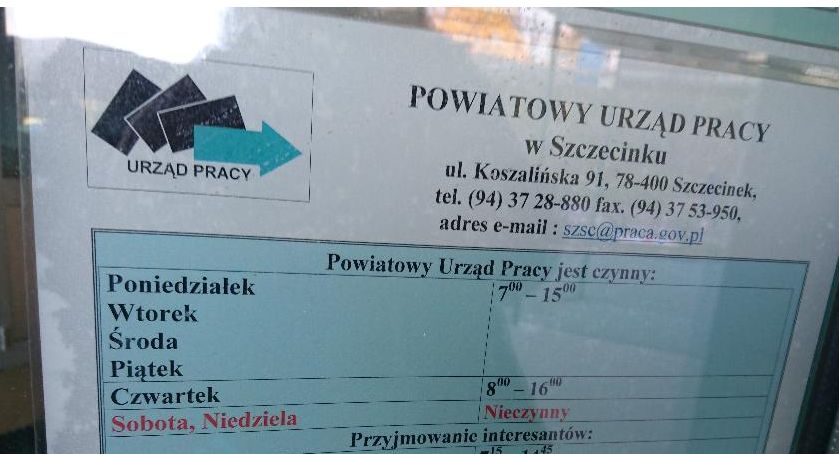 URZĄD PRACY
POWIATOWY URZĄD PRACY
w Szczecinku
ul. Koszalińska 91, 78-400 Szczecinek,
tel. (94) 37 28-880 fax. (94) 37 53-950,
adres e-mail : szsc@praca.gov.pl
Powiatowy Urząd Pracy jest czynny:
Poniedziałek 7⁰⁰ – 15⁰⁰
Wtorek
Środa
Piątek
Czwartek 8⁰⁰ – 16⁰⁰
Sobota, Niedziela Nieczynny
Przyjmowanie interesantów: